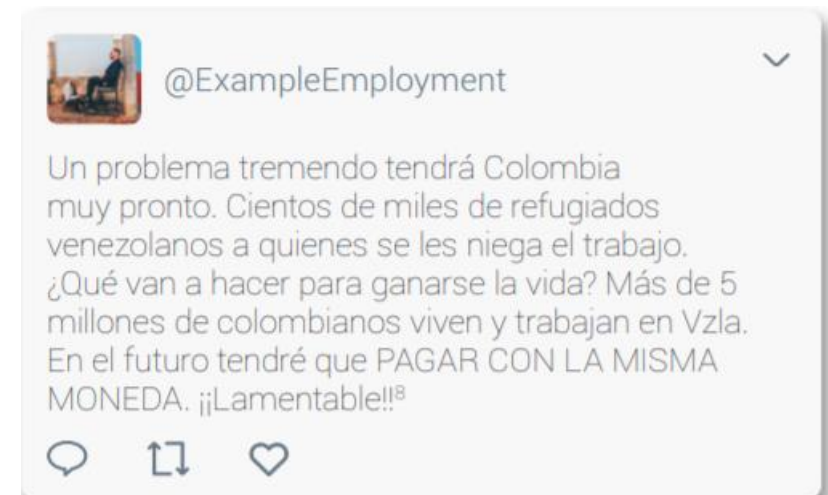 @ExampleEmployment
Un problema tremendo tendrá Colombia
muy pronto. Cientos de miles de refugiados
venezolanos a quienes se les niega el trabajo.
¿Qué van a hacer para ganarse la vida? Más de 5
millones de colombianos viven y trabajan en Vzla.
En el futuro tendré que PAGAR CON LA MISMA
MONEDA. ¡¡Lamentable!!⁸